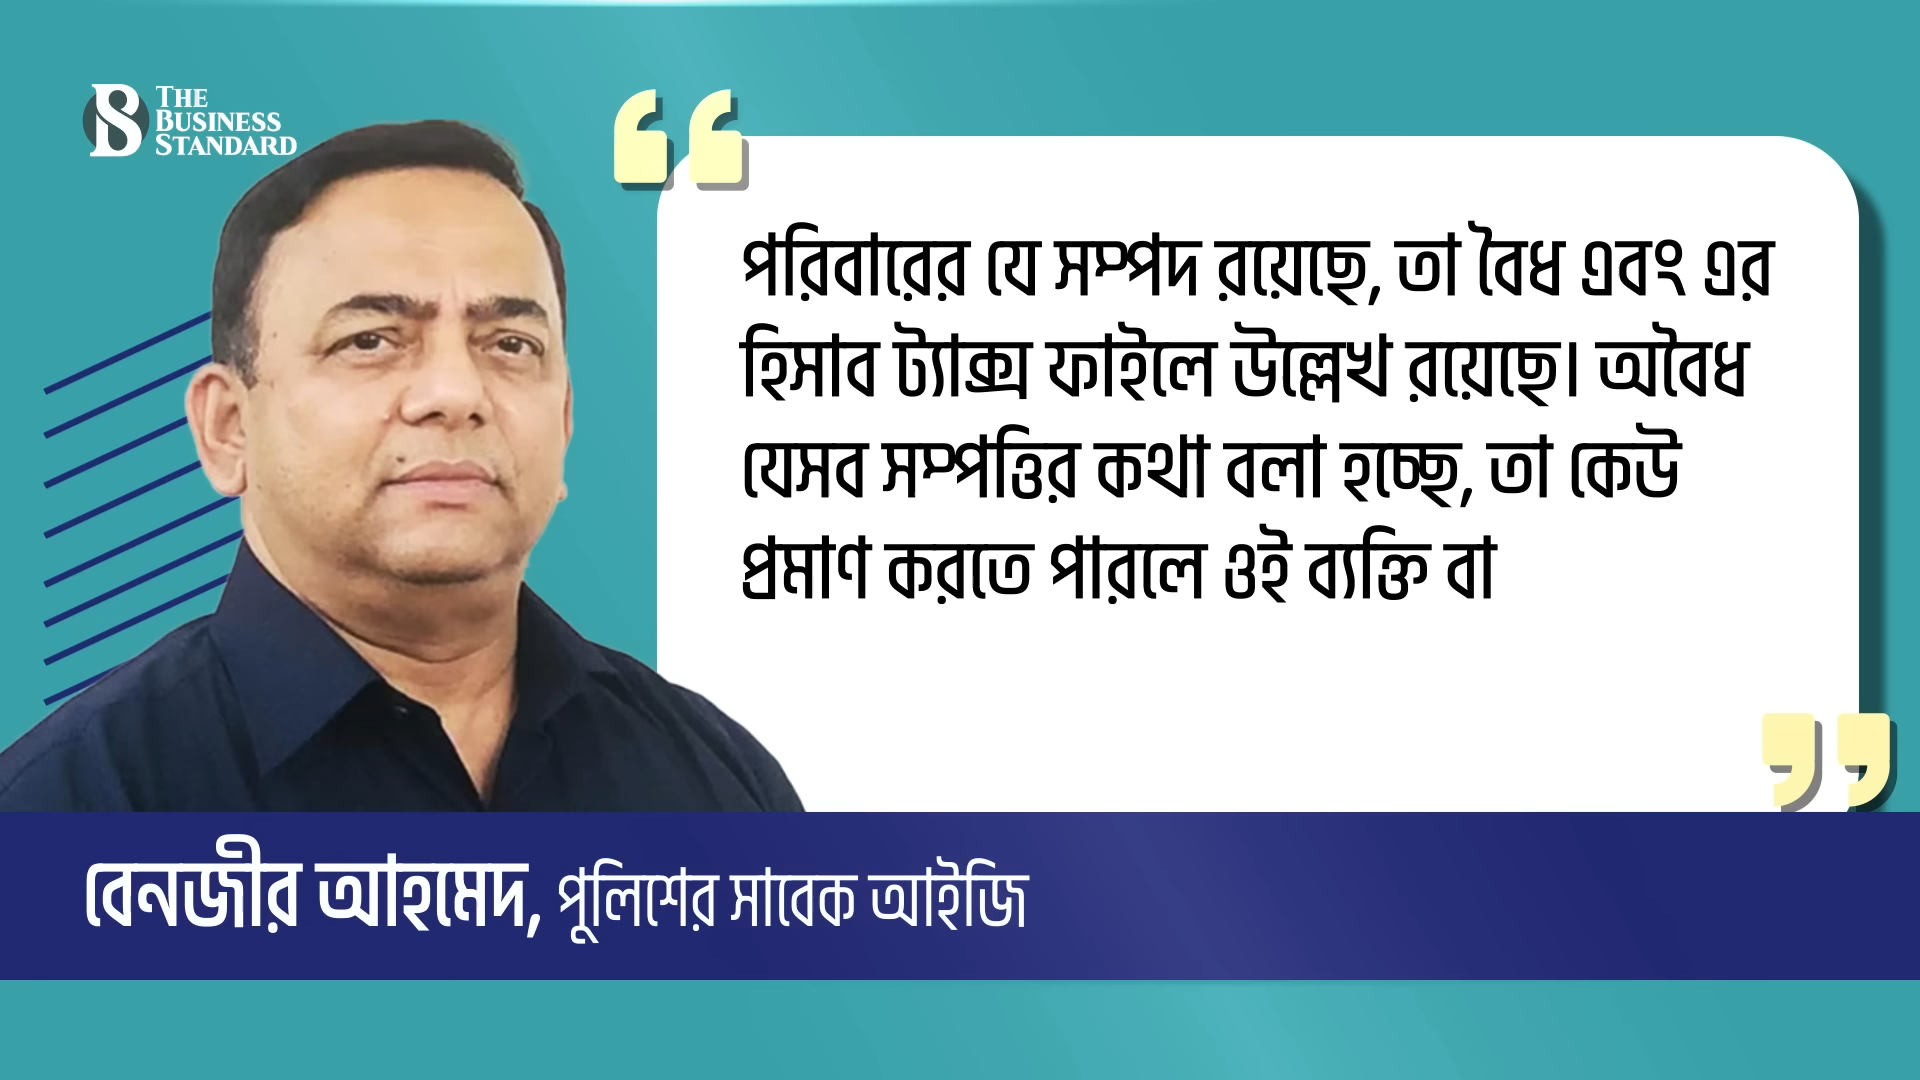 THE
BUSINESS
STANDARD
পরিবারের যে সম্পদ রয়েছে, তা বৈধ এবং এর
হিসাব ট্যাক্স ফাইলে উল্লেখ রয়েছে। অবৈধ
যেসব সম্পত্তির কথা বলা হচ্ছে, তা কেউ
প্রমাণ করতে পারলে ওই ব্যক্তি বা
বেনজীর আহমেদ, পুলিশের সাবেক আইজি